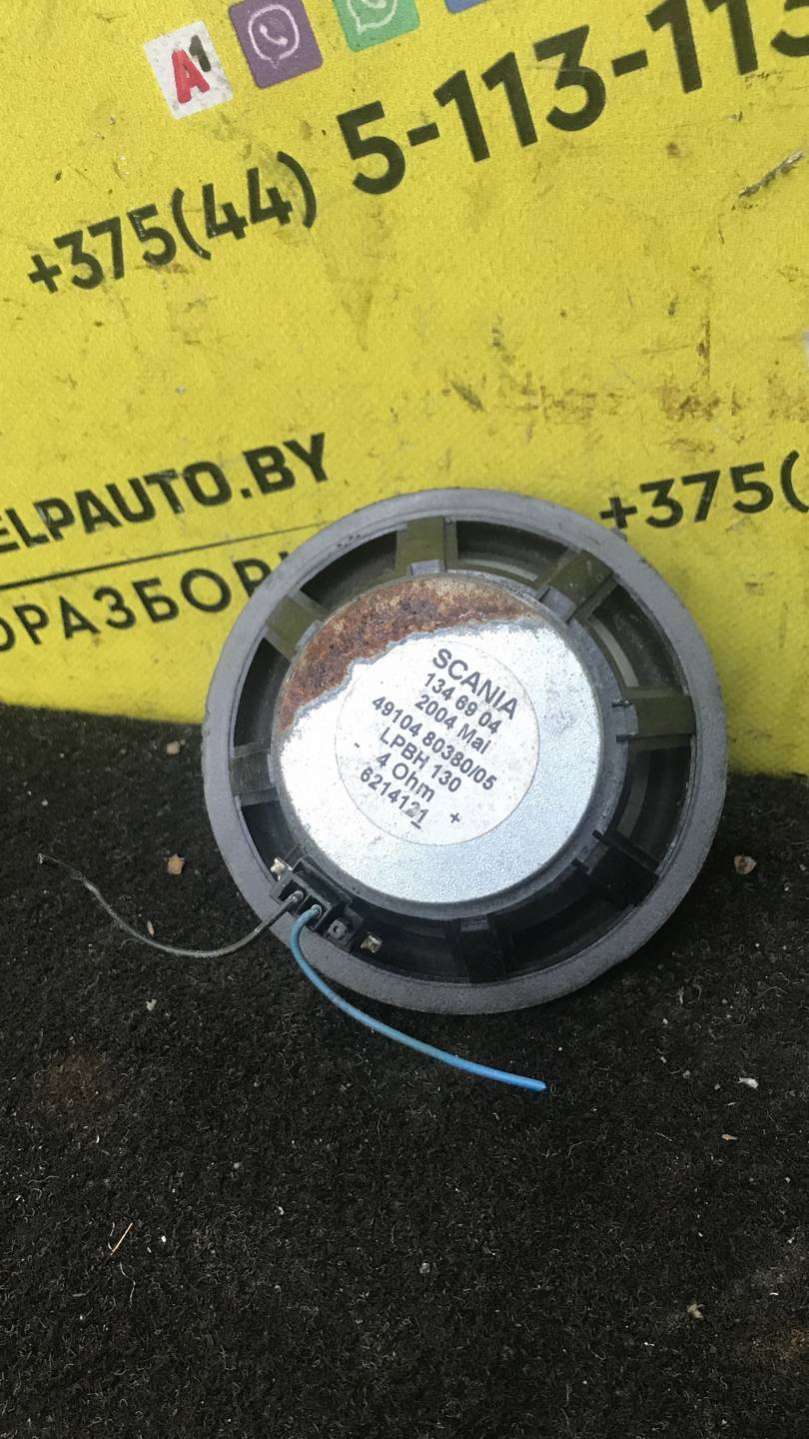 A1
5-113-113
+375(44)
ELPAUTO.BY
+375(
РАЗБОР
SCANIA
134 69 04
2004 Mai
49104 80380/05
LPBH 130
4 Ohm
6214121
- +